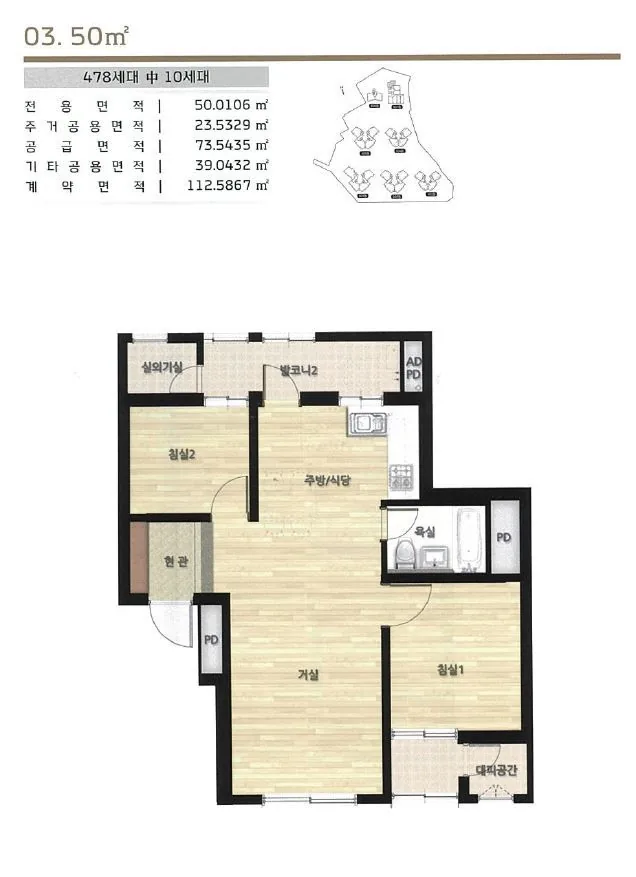 03. 50㎡
478세대 中 10세대
전 용 면 적 | 50.0106 ㎡
주거공용면적 | 23.5329 ㎡
공 급 면 적 | 73.5435 ㎡
기타공용면적 | 39.0432 ㎡
계 약 면 적 | 112.5867 ㎡
실외기실
발코니2
AD
PD
침실2
주방/식당
욕실
PD
현관
PD
거실
침실1
대피공간